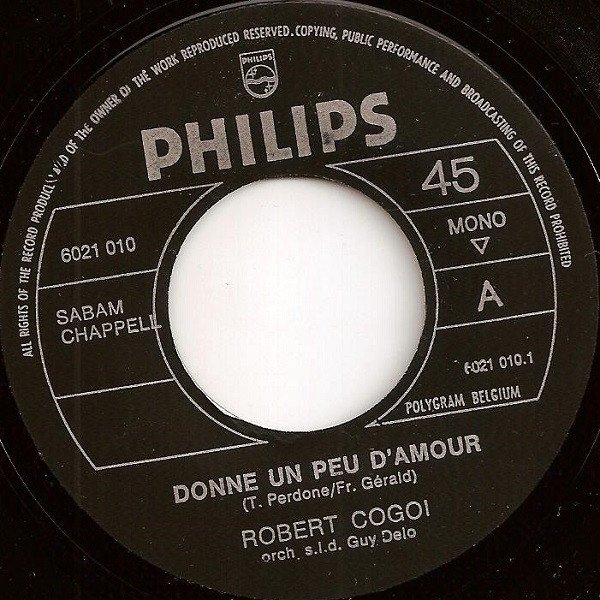 ALL RIGHTS OF THE RECORD PRODUCER AND OF THE OWNER OF THE WORK REPRODUCED RESERVED. COPYING, PUBLIC PERFORMANCE AND BROADCASTING OF THIS RECORD PROHIBITED
PHILIPS
PHILIPS
45
MONO
A
6021 010
SABAM
CHAPPELL
6021 010.1
POLYGRAM BELGIUM
DONNE UN PEU D'AMOUR
(T. Perdone/Fr. Gérald)
ROBERT COGOI
orch. s.l.d. Guy Delo